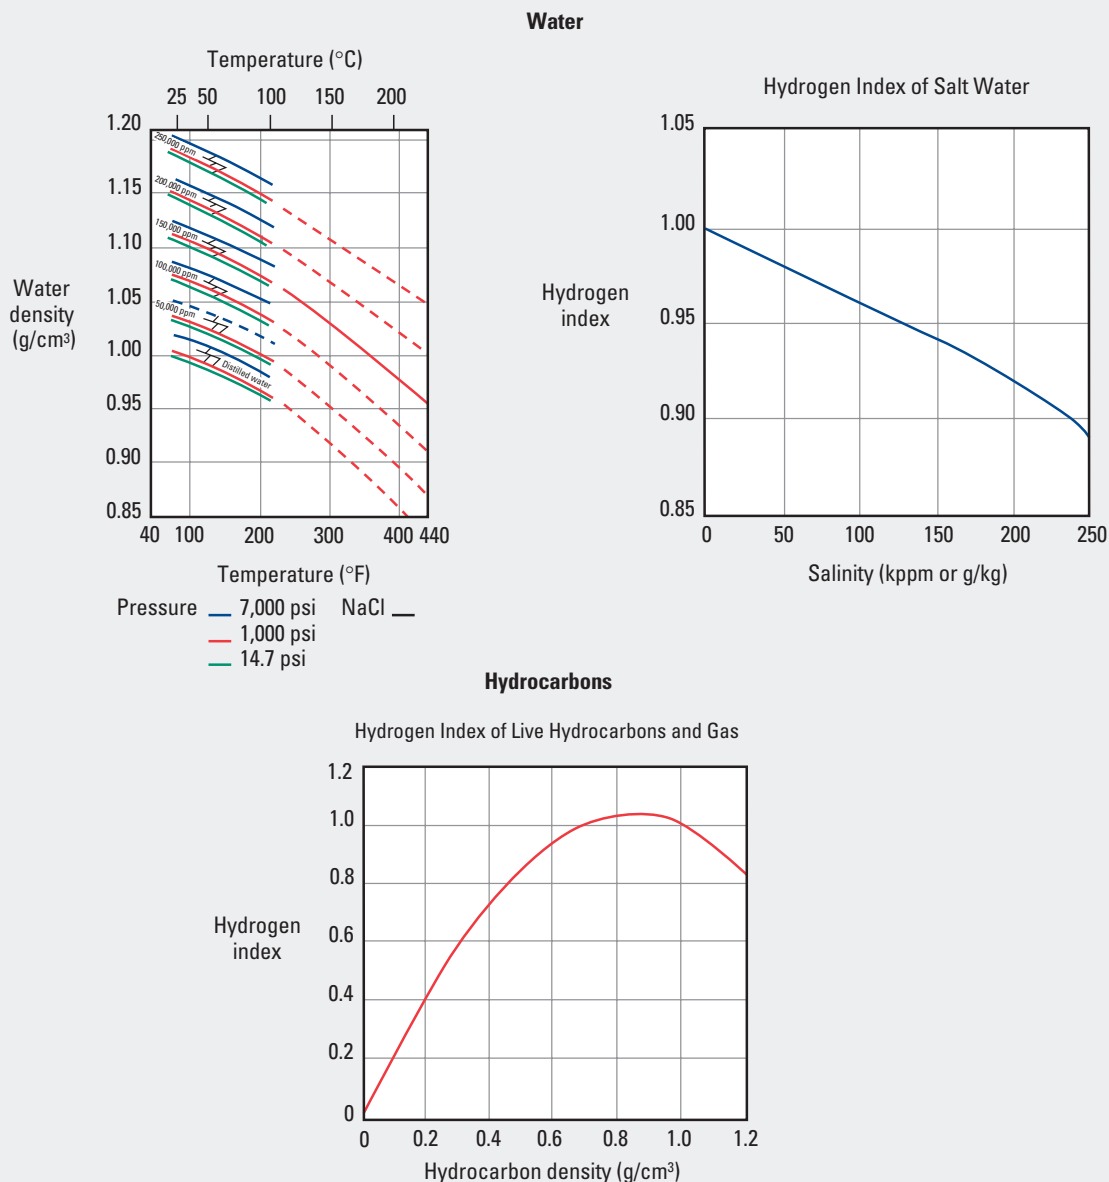 Water
Temperature (°C)
25 50 100 150 200
1.20
1.15
1.10
1.05
1.00
0.95
0.90
0.85
Water
density
(g/cm³)
250,000 ppm
200,000 ppm
150,000 ppm
100,000 ppm
50,000 ppm
Distilled water
40 100 200 300 400 440
Temperature (°F)
Pressure 7,000 psi NaCl
1,000 psi
14.7 psi
Hydrogen Index of Salt Water
1.05
1.00
0.95
0.90
0.85
Hydrogen
index
0 50 100 150 200 250
Salinity (kppm or g/kg)
Hydrocarbons
Hydrogen Index of Live Hydrocarbons and Gas
1.2
1.0
0.8
0.6
0.4
0.2
0
Hydrogen
index
0 0.2 0.4 0.6 0.8 1.0 1.2
Hydrocarbon density (g/cm³)